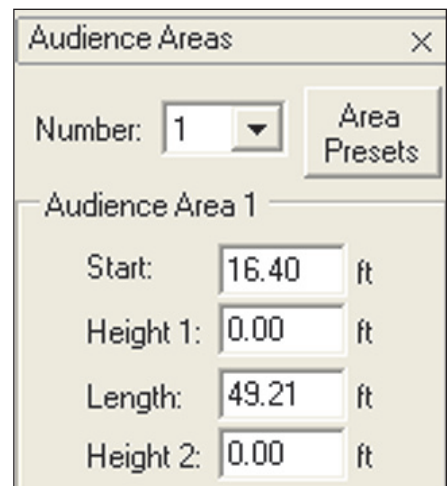 Audience Areas
Number: 1 Area Presets
Audience Area 1
Start: 16.40 ft
Height 1: 0.00 ft
Length: 49.21 ft
Height 2: 0.00 ft